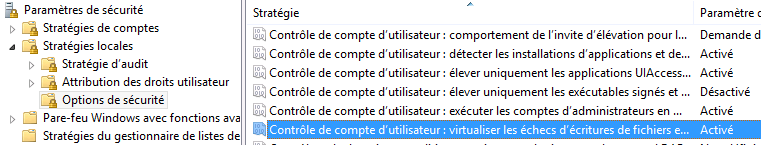 Paramètres de sécurité
Stratégies de comptes
Stratégies locales
Stratégie d'audit
Attribution des droits utilisateur
Options de sécurité
Pare-feu Windows avec fonctions ava
Stratégies du gestionnaire de listes de
Stratégie Paramètre d
Contrôle de compte d'utilisateur : comportement de l'invite d'élévation pour l... Demande d
Contrôle de compte d'utilisateur : détecter les installations d'applications et de... Activé
Contrôle de compte d'utilisateur : élever uniquement les applications UIAccess... Activé
Contrôle de compte d'utilisateur : élever uniquement les exécutables signés et ... Désactivé
Contrôle de compte d'utilisateur : exécuter les comptes d'administrateurs en ... Activé
Contrôle de compte d'utilisateur : virtualiser les échecs d'écritures de fichiers e... Activé